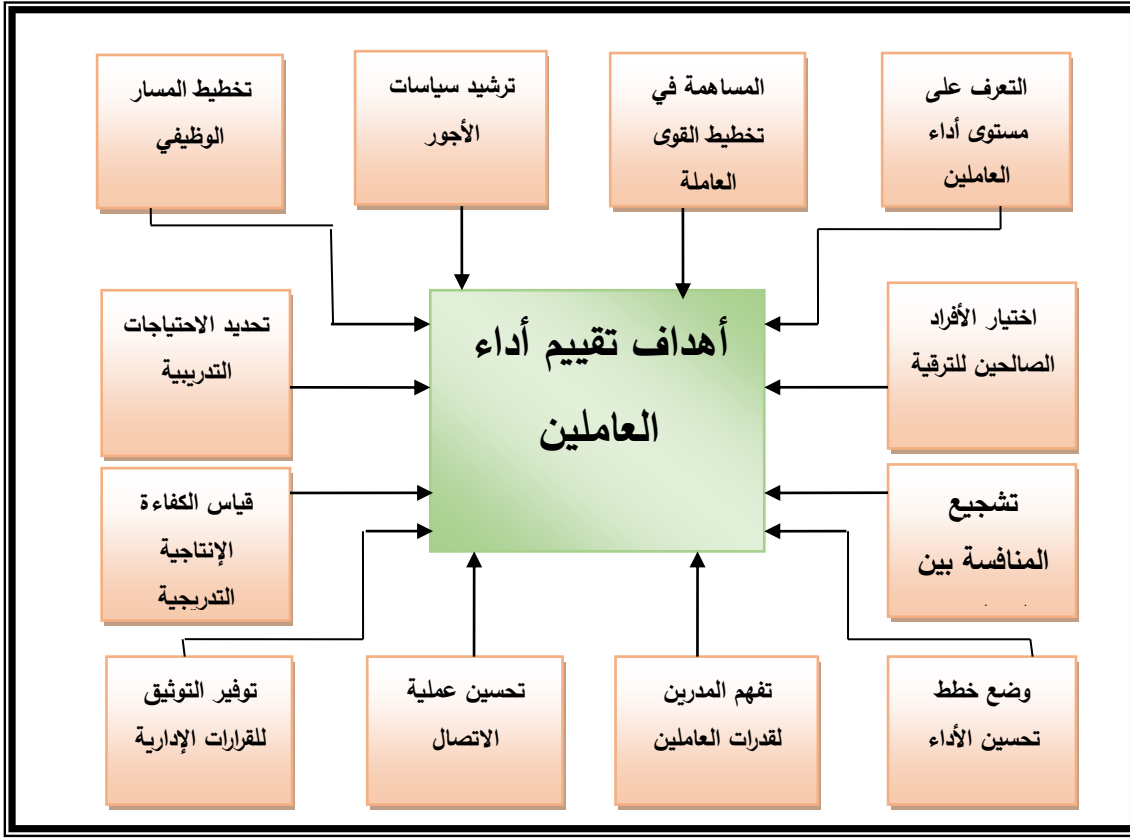 التعرف على
مستوى أداء
العاملين
المساهمة في
تخطيط القوى
العاملة
ترشيد سياسات
الأجور
تخطيط المسار
الوظيفي
أهداف تقييم أداء
العاملين
اختيار الأفراد
الصالحين للترقية
تحديد الاحتياجات
التدريبية
تشجيع
المنافسة بين
قياس الكفاءة
الإنتاجية
التدريجية
وضع خطط
تحسين الأداء
تفهم المدرين
لقدرات العاملين
تحسين عملية
الاتصال
توفير التوثيق
للقرارات الإدارية